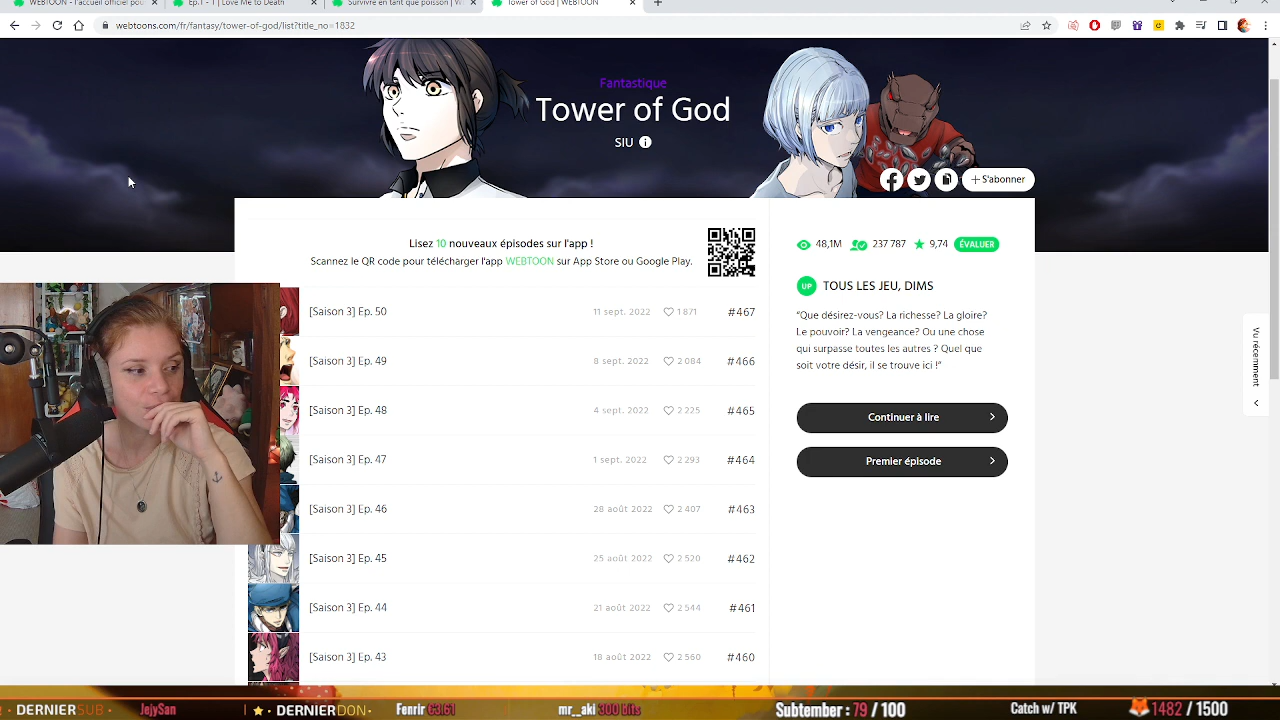 WEBTOON - l'accueil officiel pou
Ep.1 - 1 | Love Me to Death
Survivre en tant que poisson | W
Tower of God | WEBTOON
webtoons.com/fr/fantasy/tower-of-god/list?title_no=1832
Fantastique
Tower of God
SIU i
+ S'abonner
Lisez 10 nouveaux épisodes sur l'app !
Scannez le QR code pour télécharger l'app WEBTOON sur App Store ou Google Play.
[Saison 3] Ep. 50 11 sept. 2022 1 871 #467
[Saison 3] Ep. 49 8 sept. 2022 2 084 #466
[Saison 3] Ep. 48 4 sept. 2022 2 225 #465
[Saison 3] Ep. 47 1 sept. 2022 2 293 #464
[Saison 3] Ep. 46 28 août 2022 2 407 #463
[Saison 3] Ep. 45 25 août 2022 2 520 #462
[Saison 3] Ep. 44 21 août 2022 2 544 #461
[Saison 3] Ep. 43 18 août 2022 2 560 #460
48,1M 237 787 9,74 ÉVALUER
UP TOUS LES JEU, DIMS
“Que désirez-vous? La richesse? La gloire?
Le pouvoir? La vengeance? Ou une chose
qui surpasse toutes les autres ? Quel que
soit votre désir, il se trouve ici !”
Continuer à lire
Premier épisode
Vu récemment
DERNIERSUB JejySan
DERNIERDON Fenrir €3.61
mr__aki 300 Bits
Subtember : 79 / 100
Catch w/ TPK
1482 / 1500